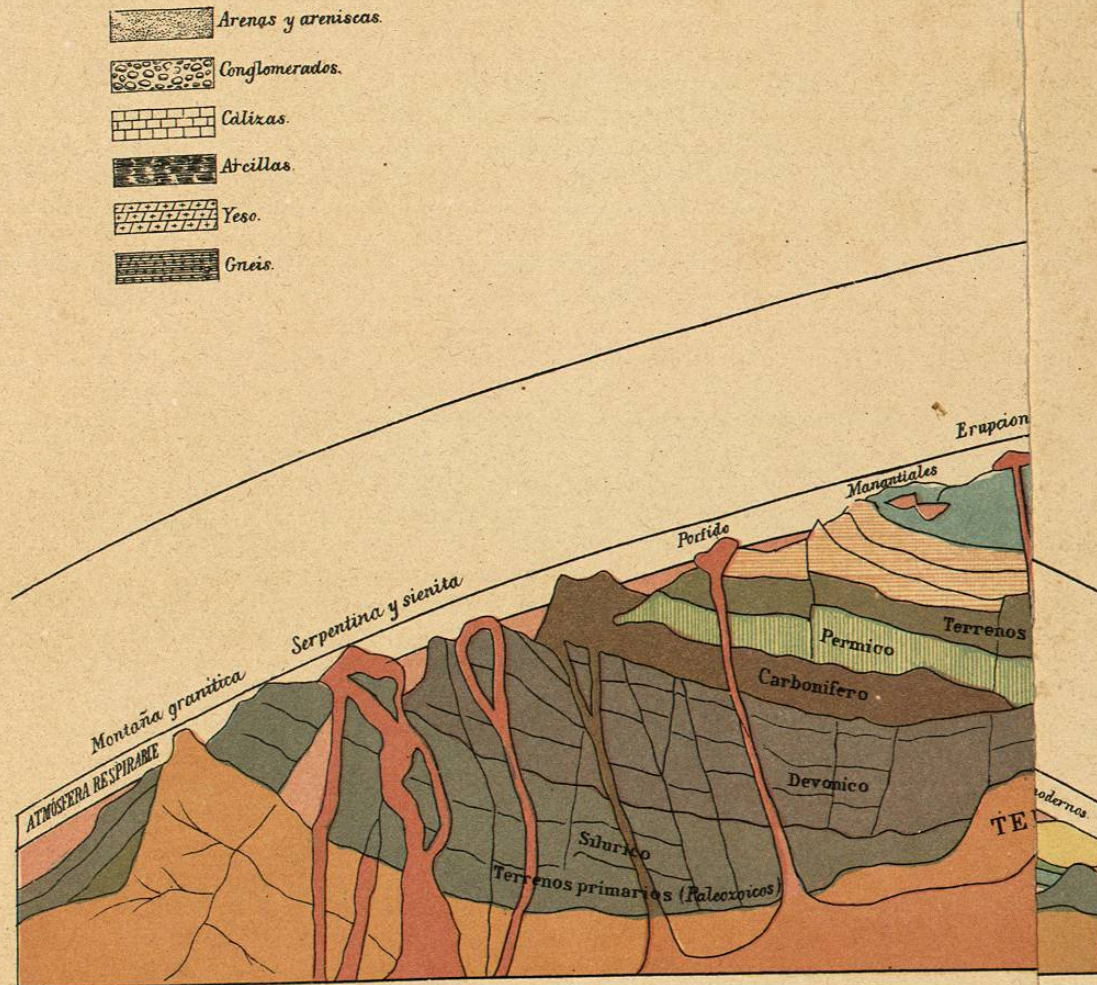 Arenas y areniscas.
Conglomerados.
Calizas.
Arcillas.
Yeso.
Gneis.
Erupcion
Manantiales
Porfido
Serpentina y sienita
Montaña granitica
ATMÓSFERA RESPIRABLE
Terrenos
Permico
Carbonifero
Devonico
Silurico
Terrenos primarios (Paleozoicos)
TE
modernos.